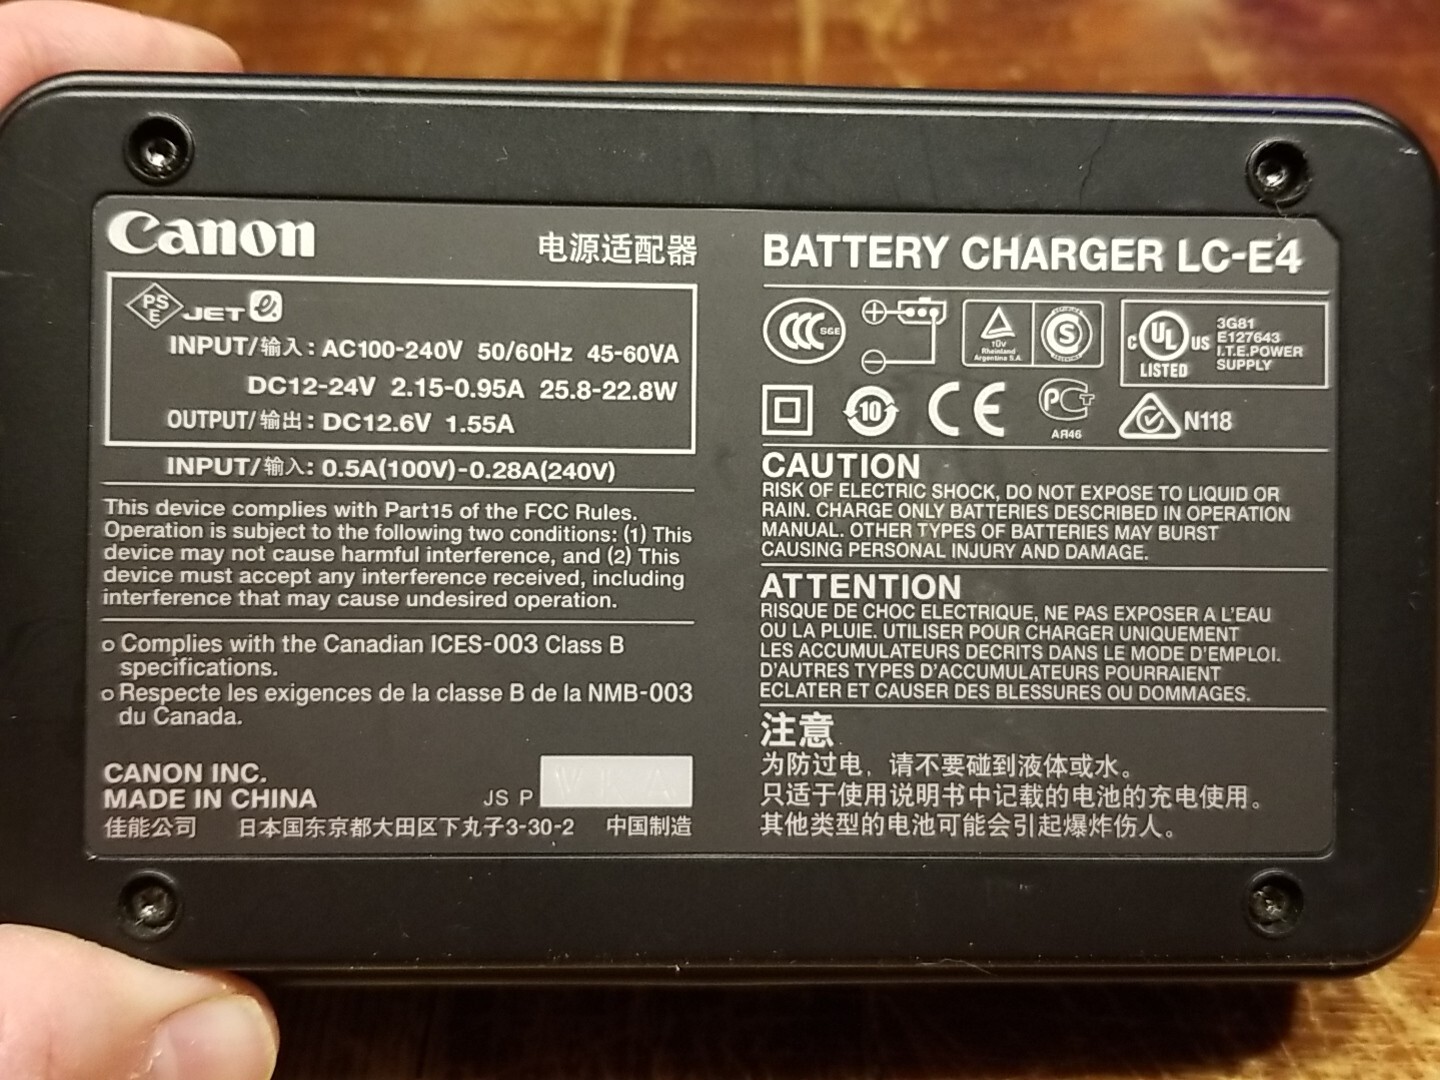 Canon
电源适配器
PS
E
JET e
INPUT/输入: AC100-240V 50/60Hz 45-60VA
DC12-24V 2.15-0.95A 25.8-22.8W
OUTPUT/输出: DC12.6V 1.55A
INPUT/输入: 0.5A(100V)-0.28A(240V)
This device complies with Part15 of the FCC Rules.
Operation is subject to the following two conditions: (1) This
device may not cause harmful interference, and (2) This
device must accept any interference received, including
interference that may cause undesired operation.
Complies with the Canadian ICES-003 Class B
specifications.
Respecte les exigences de la classe B de la NMB-003
du Canada.
CANON INC.
MADE IN CHINA
JS P
佳能公司 日本国东京都大田区下丸子3-30-2 中国制造
BATTERY CHARGER LC-E4
CCC S&E
TÜV
Rheinland
Argentina S.A.
S
C UL US
LISTED
3G81
E127643
I.T.E.POWER
SUPPLY
10
CE
PCT
АЯ46
N118
CAUTION
RISK OF ELECTRIC SHOCK, DO NOT EXPOSE TO LIQUID OR
RAIN. CHARGE ONLY BATTERIES DESCRIBED IN OPERATION
MANUAL. OTHER TYPES OF BATTERIES MAY BURST
CAUSING PERSONAL INJURY AND DAMAGE.
ATTENTION
RISQUE DE CHOC ELECTRIQUE, NE PAS EXPOSER A L'EAU
OU LA PLUIE. UTILISER POUR CHARGER UNIQUEMENT
LES ACCUMULATEURS DECRITS DANS LE MODE D'EMPLOI.
D'AUTRES TYPES D'ACCUMULATEURS POURRAIENT
ECLATER ET CAUSER DES BLESSURES OU DOMMAGES.
注意
为防过电，请不要碰到液体或水。
只适于使用说明书中记载的电池的充电使用。
其他类型的电池可能会引起爆炸伤人。